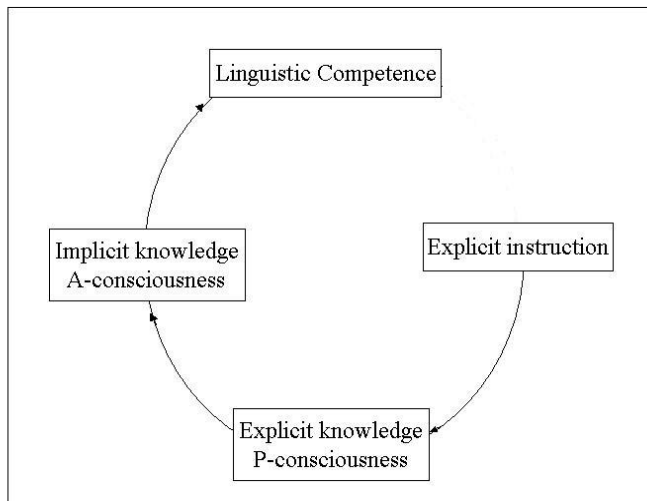 Linguistic Competence
Explicit instruction
Explicit knowledge
P-consciousness
Implicit knowledge
A-consciousness